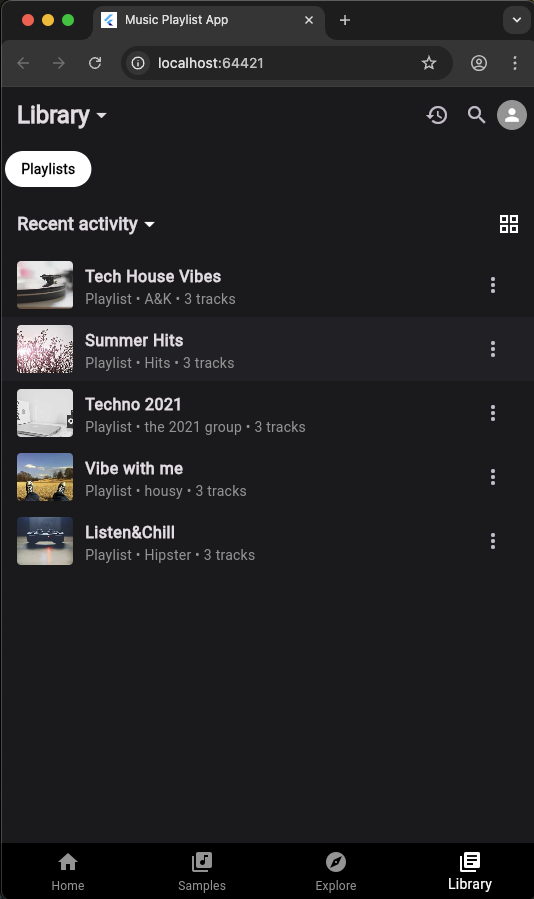 Music Playlist App
localhost:64421
Library
Playlists
Recent activity
Tech House Vibes
Playlist • A&K • 3 tracks
Summer Hits
Playlist • Hits • 3 tracks
Techno 2021
Playlist • the 2021 group • 3 tracks
Vibe with me
Playlist • housy • 3 tracks
Listen&Chill
Playlist • Hipster • 3 tracks
Home
Samples
Explore
Library